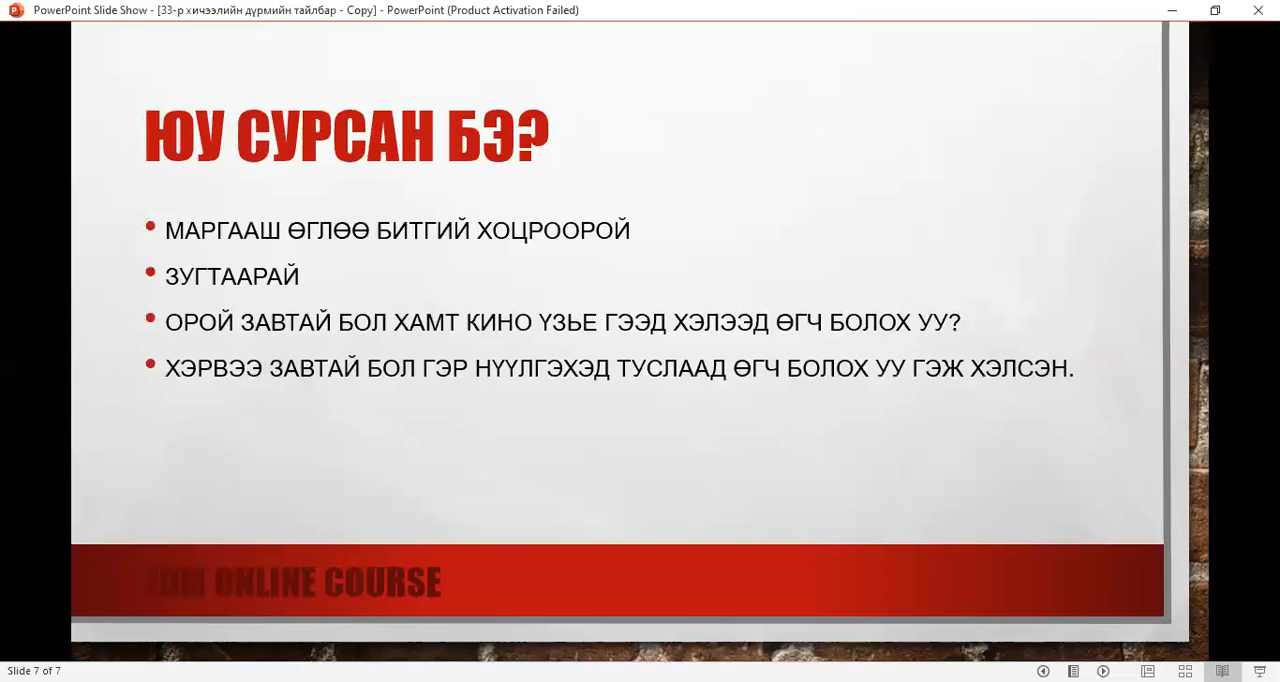 PowerPoint Slide Show - [33-р хичээлийн дүрмийн тайлбар - Copy] - PowerPoint (Product Activation Failed)
ЮУ СУРСАН БЭ?
• МАРГААШ ӨГЛӨӨ БИТГИЙ ХОЦРООРОЙ
• ЗУГТААРАЙ
• ОРОЙ ЗАВТАЙ БОЛ ХАМТ КИНО ҮЗЬЕ ГЭЭД ХЭЛЭЭД ӨГЧ БОЛОХ УУ?
• ХЭРВЭЭ ЗАВТАЙ БОЛ ГЭР НҮҮЛГЭХЭД ТУСЛААД ӨГЧ БОЛОХ УУ ГЭЖ ХЭЛСЭН.
ONLINE COURSE
Slide 7 of 7